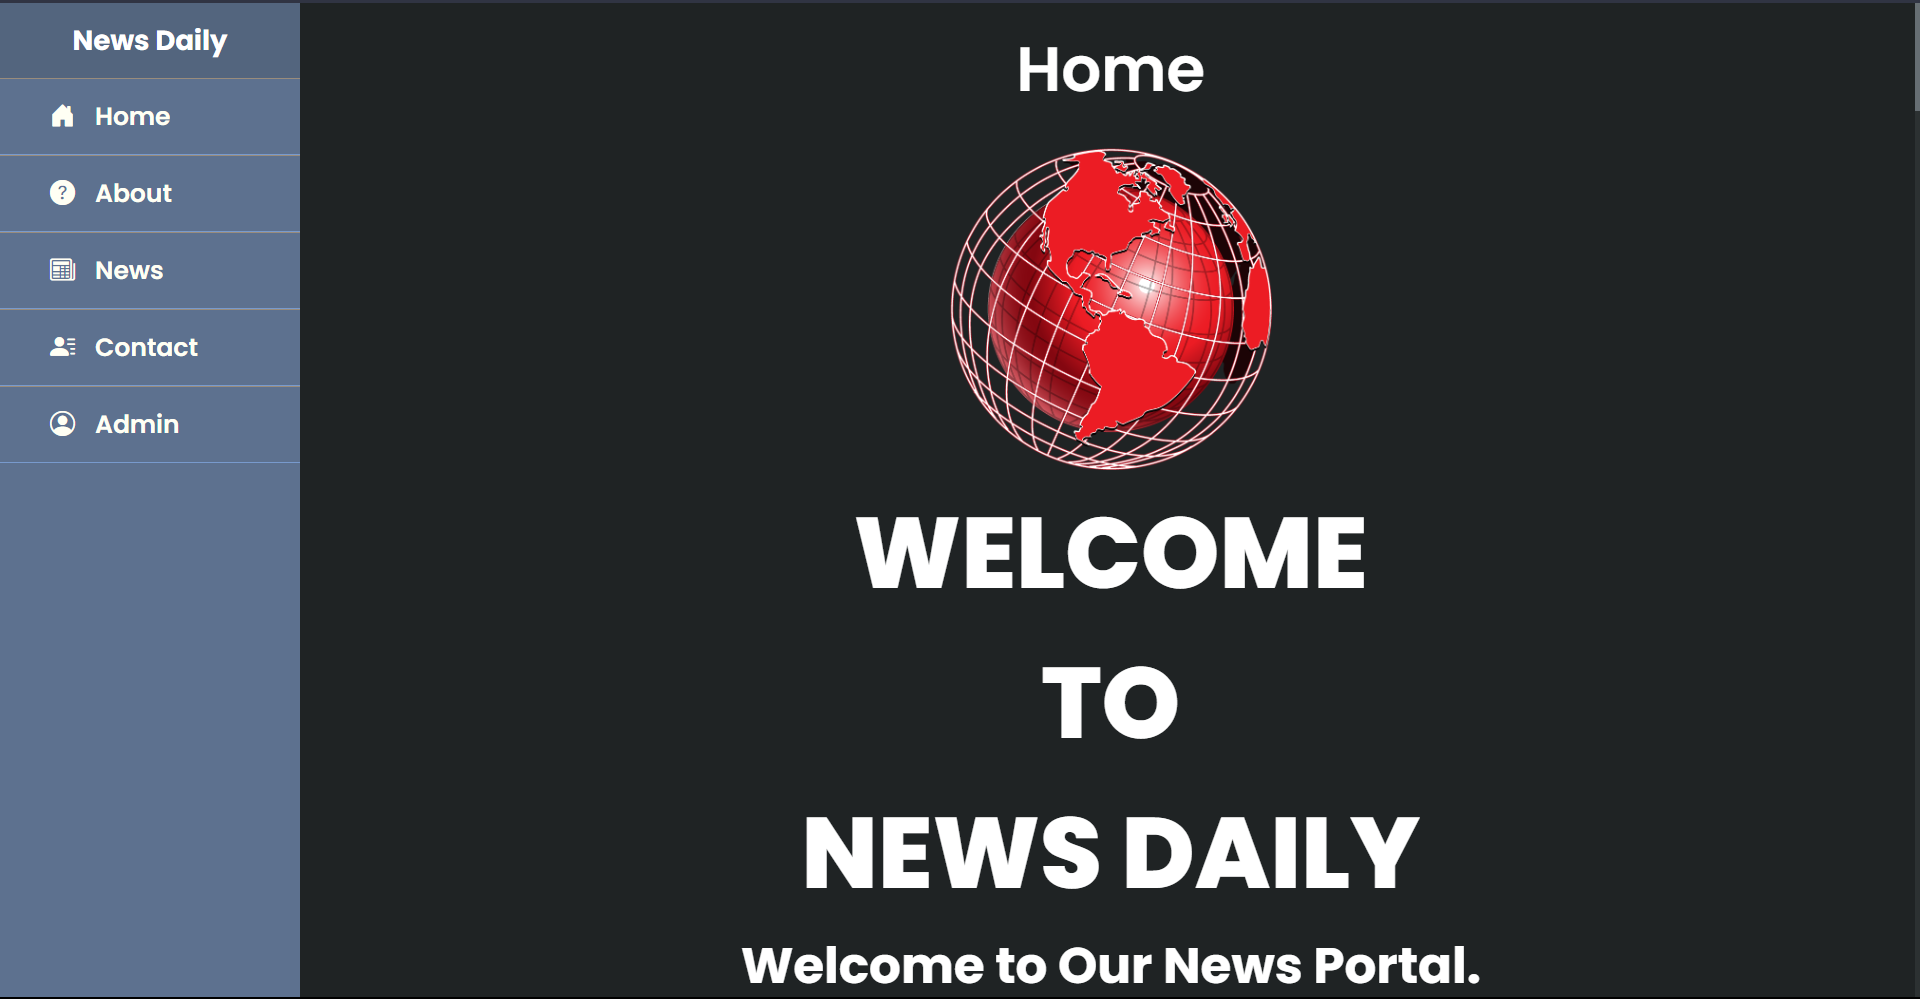 News Daily
Home
About
News
Contact
Admin
Home
WELCOME
TO
NEWS DAILY
Welcome to Our News Portal.